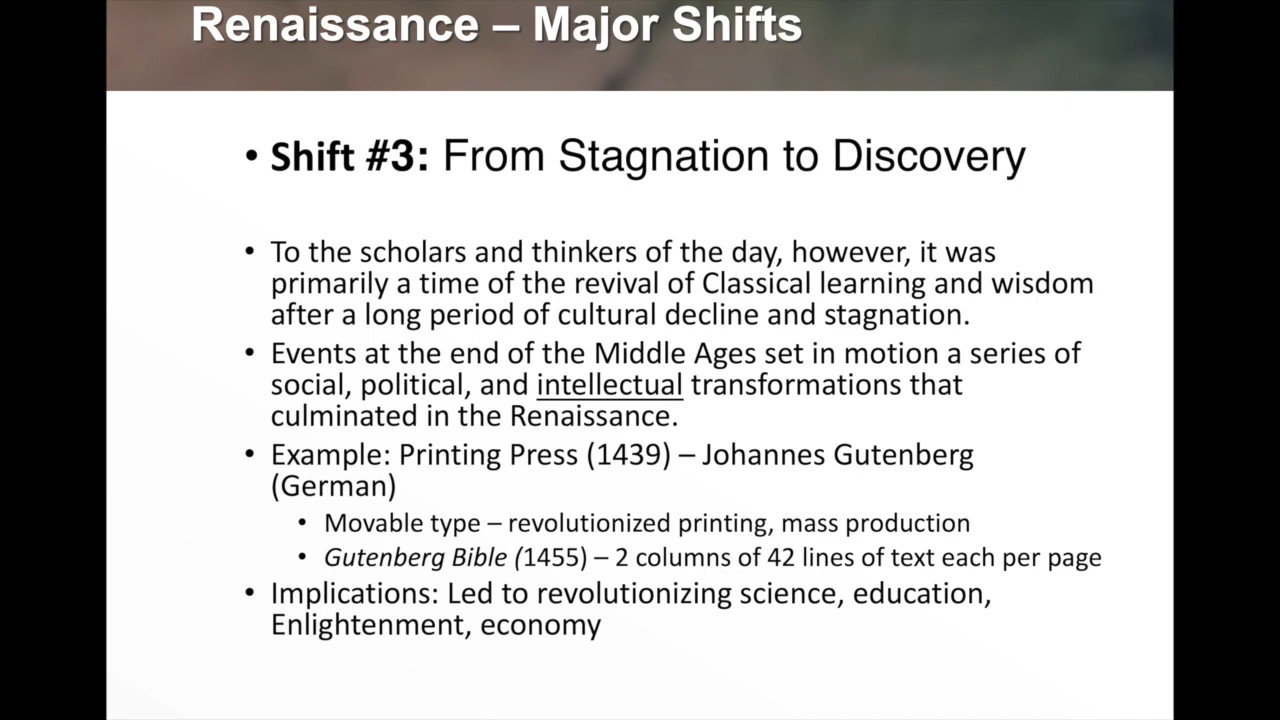 Renaissance – Major Shifts
• Shift #3: From Stagnation to Discovery
• To the scholars and thinkers of the day, however, it was
primarily a time of the revival of Classical learning and wisdom
after a long period of cultural decline and stagnation.
• Events at the end of the Middle Ages set in motion a series of
social, political, and intellectual transformations that
culminated in the Renaissance.
• Example: Printing Press (1439) – Johannes Gutenberg
(German)
• Movable type – revolutionized printing, mass production
• Gutenberg Bible (1455) – 2 columns of 42 lines of text each per page
• Implications: Led to revolutionizing science, education,
Enlightenment, economy